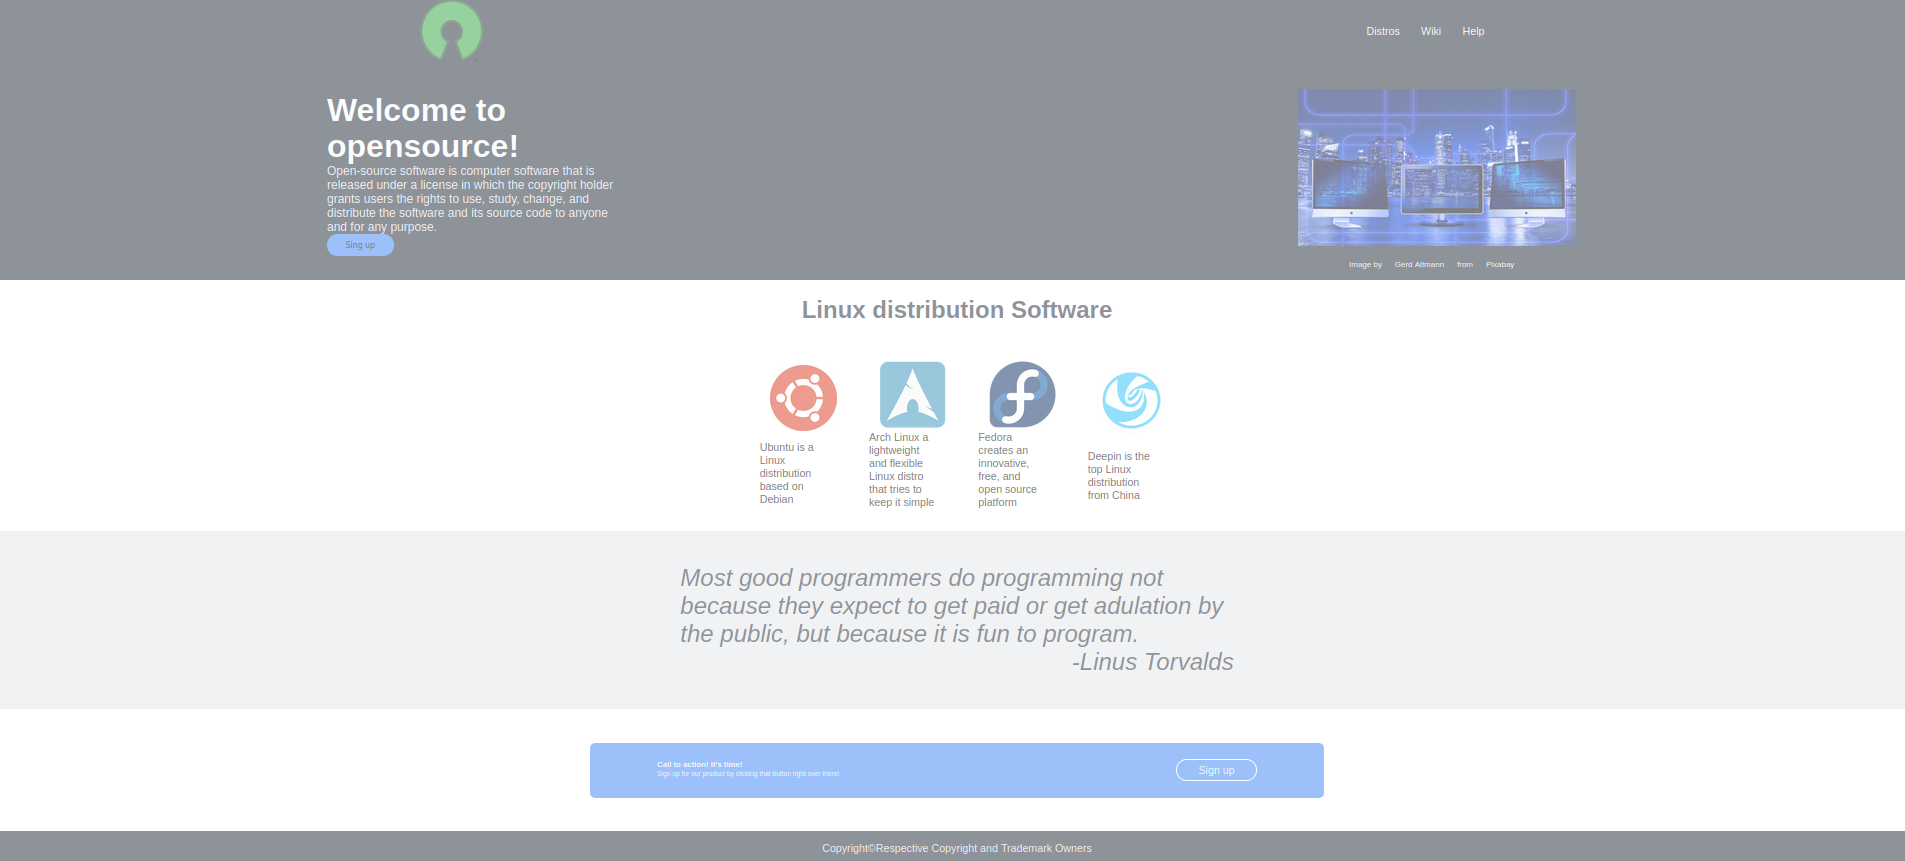 Distros Wiki Help
Welcome to
opensource!
Open-source software is computer software that is
released under a license in which the copyright holder
grants users the rights to use, study, change, and
distribute the software and its source code to anyone
and for any purpose.
Sing up
Image by Gerd Altmann from Pixabay
Linux distribution Software
Ubuntu is a
Linux
distribution
based on
Debian
Arch Linux a
lightweight
and flexible
Linux distro
that tries to
keep it simple
Fedora
creates an
innovative,
free, and
open source
platform
Deepin is the
top Linux
distribution
from China
Most good programmers do programming not
because they expect to get paid or get adulation by
the public, but because it is fun to program.
-Linus Torvalds
Call to action! It's time!
Sign up for our product by clicking that button right over there!
Sign up
Copyright©Respective Copyright and Trademark Owners